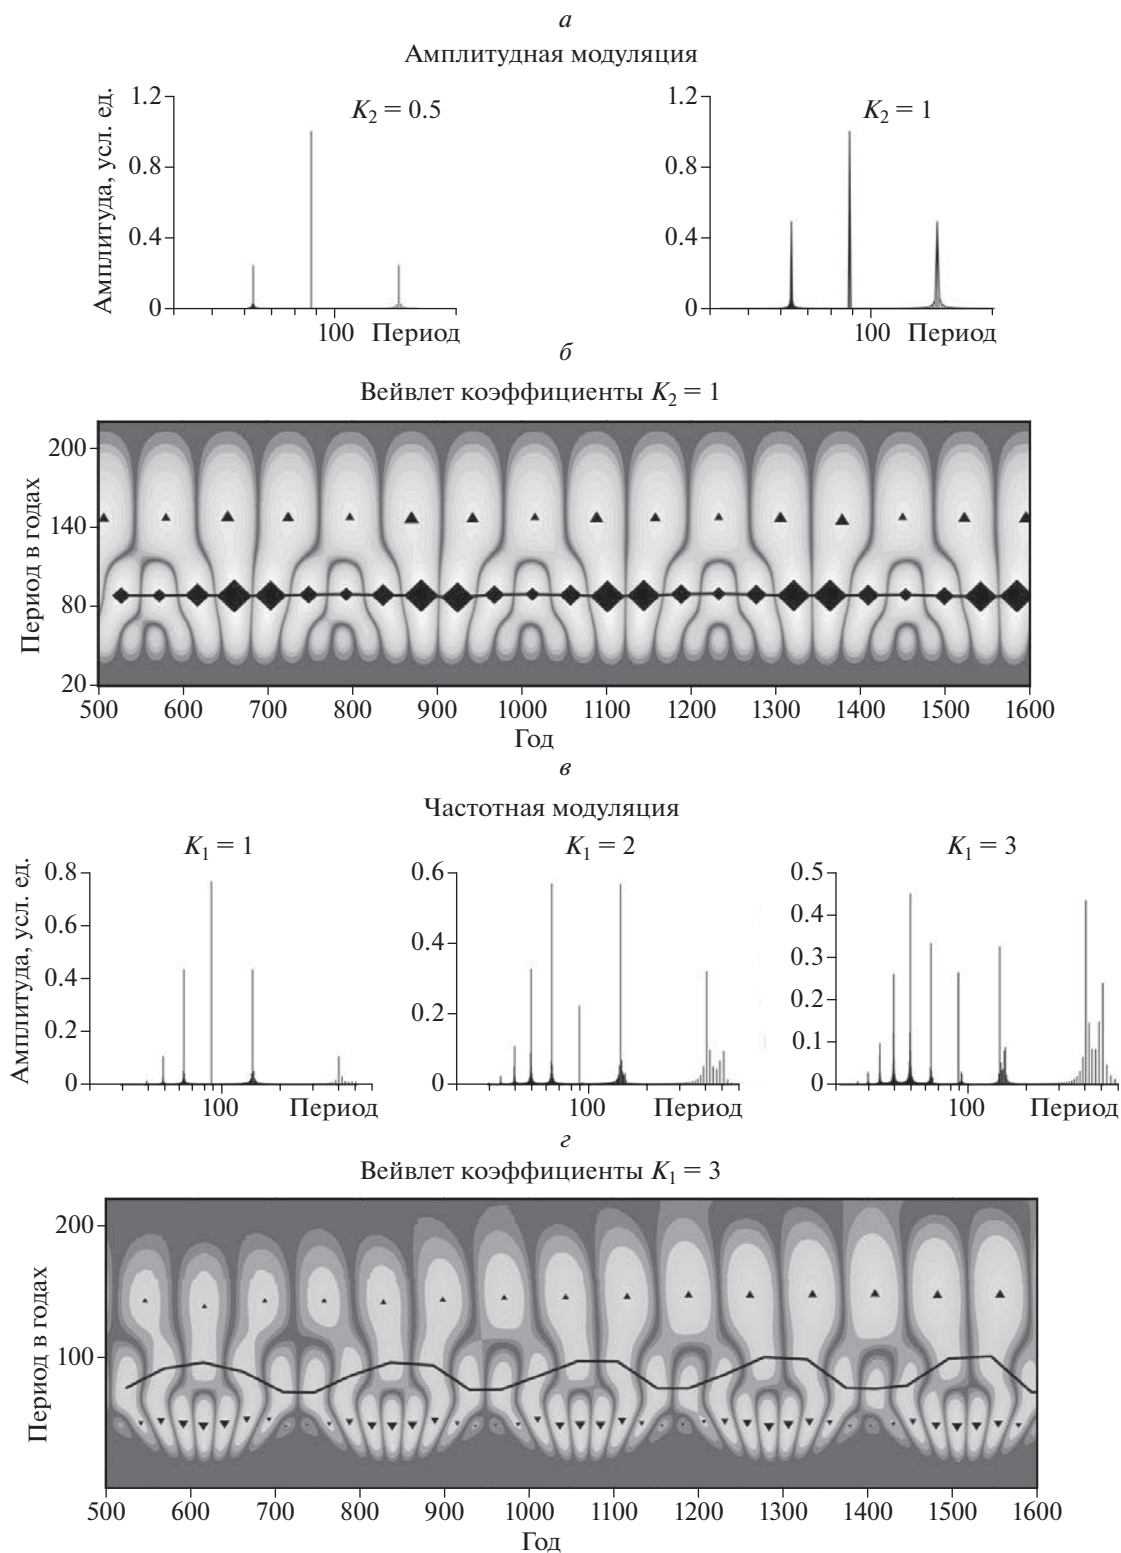 а
Амплитудная модуляция
K2 = 0.5
K2 = 1
Амплитуда, усл. ед.
1.2
0.8
0.4
0
100 Период
1.2
0.8
0.4
0
100 Период
б
Вейвлет коэффициенты K2 = 1
Период в годах
200
140
80
20
500 600 700 800 900 1000 1100 1200 1300 1400 1500 1600
Год
в
Частотная модуляция
K1 = 1
K1 = 2
K1 = 3
Амплитуда, усл. ед.
0.8
0.6
0.4
0.2
0
100 Период
0.6
0.4
0.2
0
100 Период
0.5
0.4
0.3
0.2
0.1
0
100 Период
г
Вейвлет коэффициенты K1 = 3
Период в годах
200
100
500 600 700 800 900 1000 1100 1200 1300 1400 1500 1600
Год